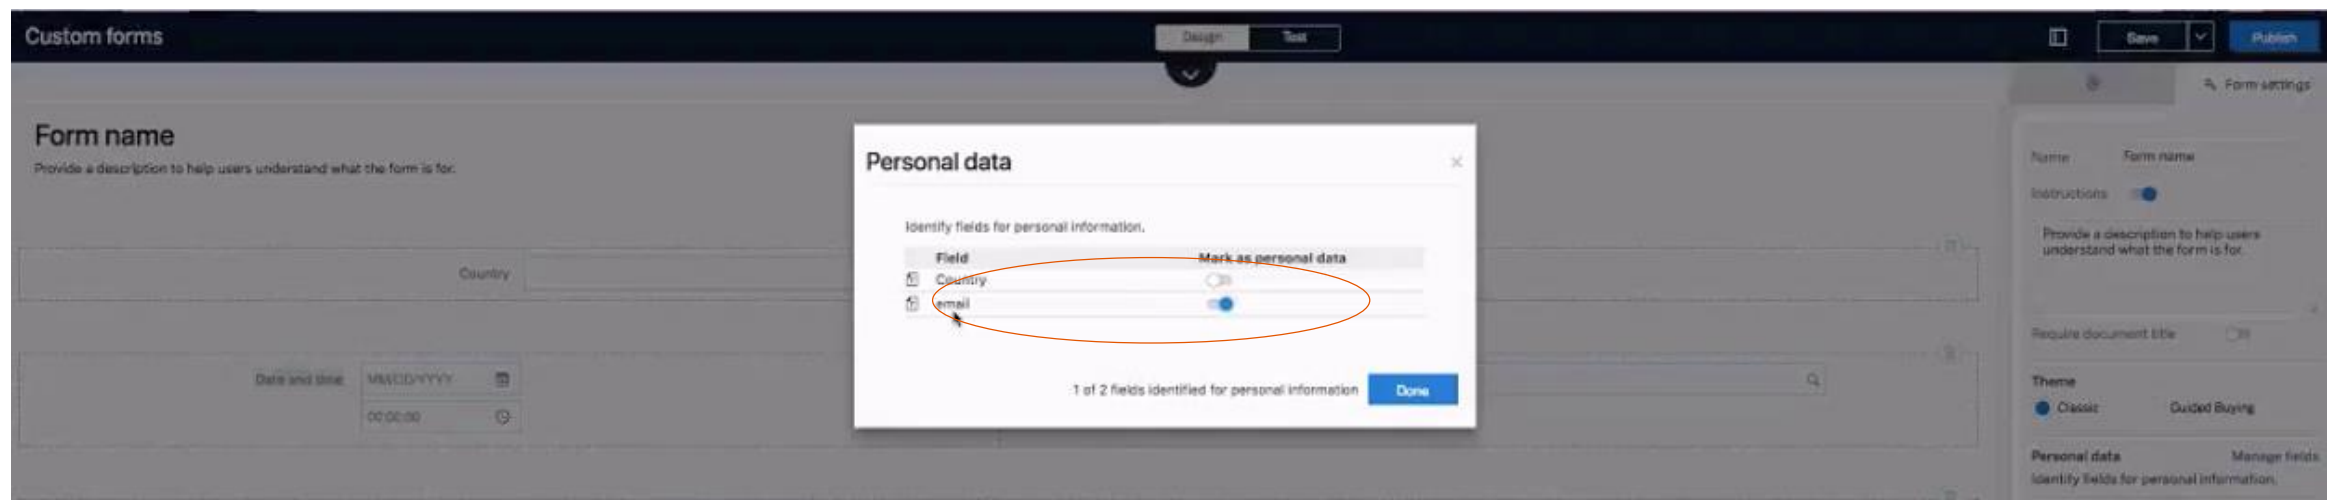 Custom forms
Design Test
Save Publish
Form settings
Form name
Provide a description to help users understand what the form is for.
Country
Date and time MM/DD/YYYY
00:00:00
Personal data
Identify fields for personal information.
Field Mark as personal data
Country
email
1 of 2 fields identified for personal information Done
Name Form name
Instructions
Provide a description to help users
understand what the form is for.
Require document title
Theme
Classic Guided Buying
Personal data Manage fields
Identify fields for personal information.